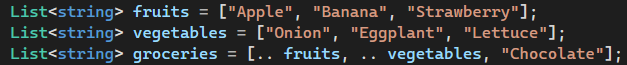 List<string> fruits = ["Apple", "Banana", "Strawberry"];
List<string> vegetables = ["Onion", "Eggplant", "Lettuce"];
List<string> groceries = [.. fruits, .. vegetables, "Chocolate"];